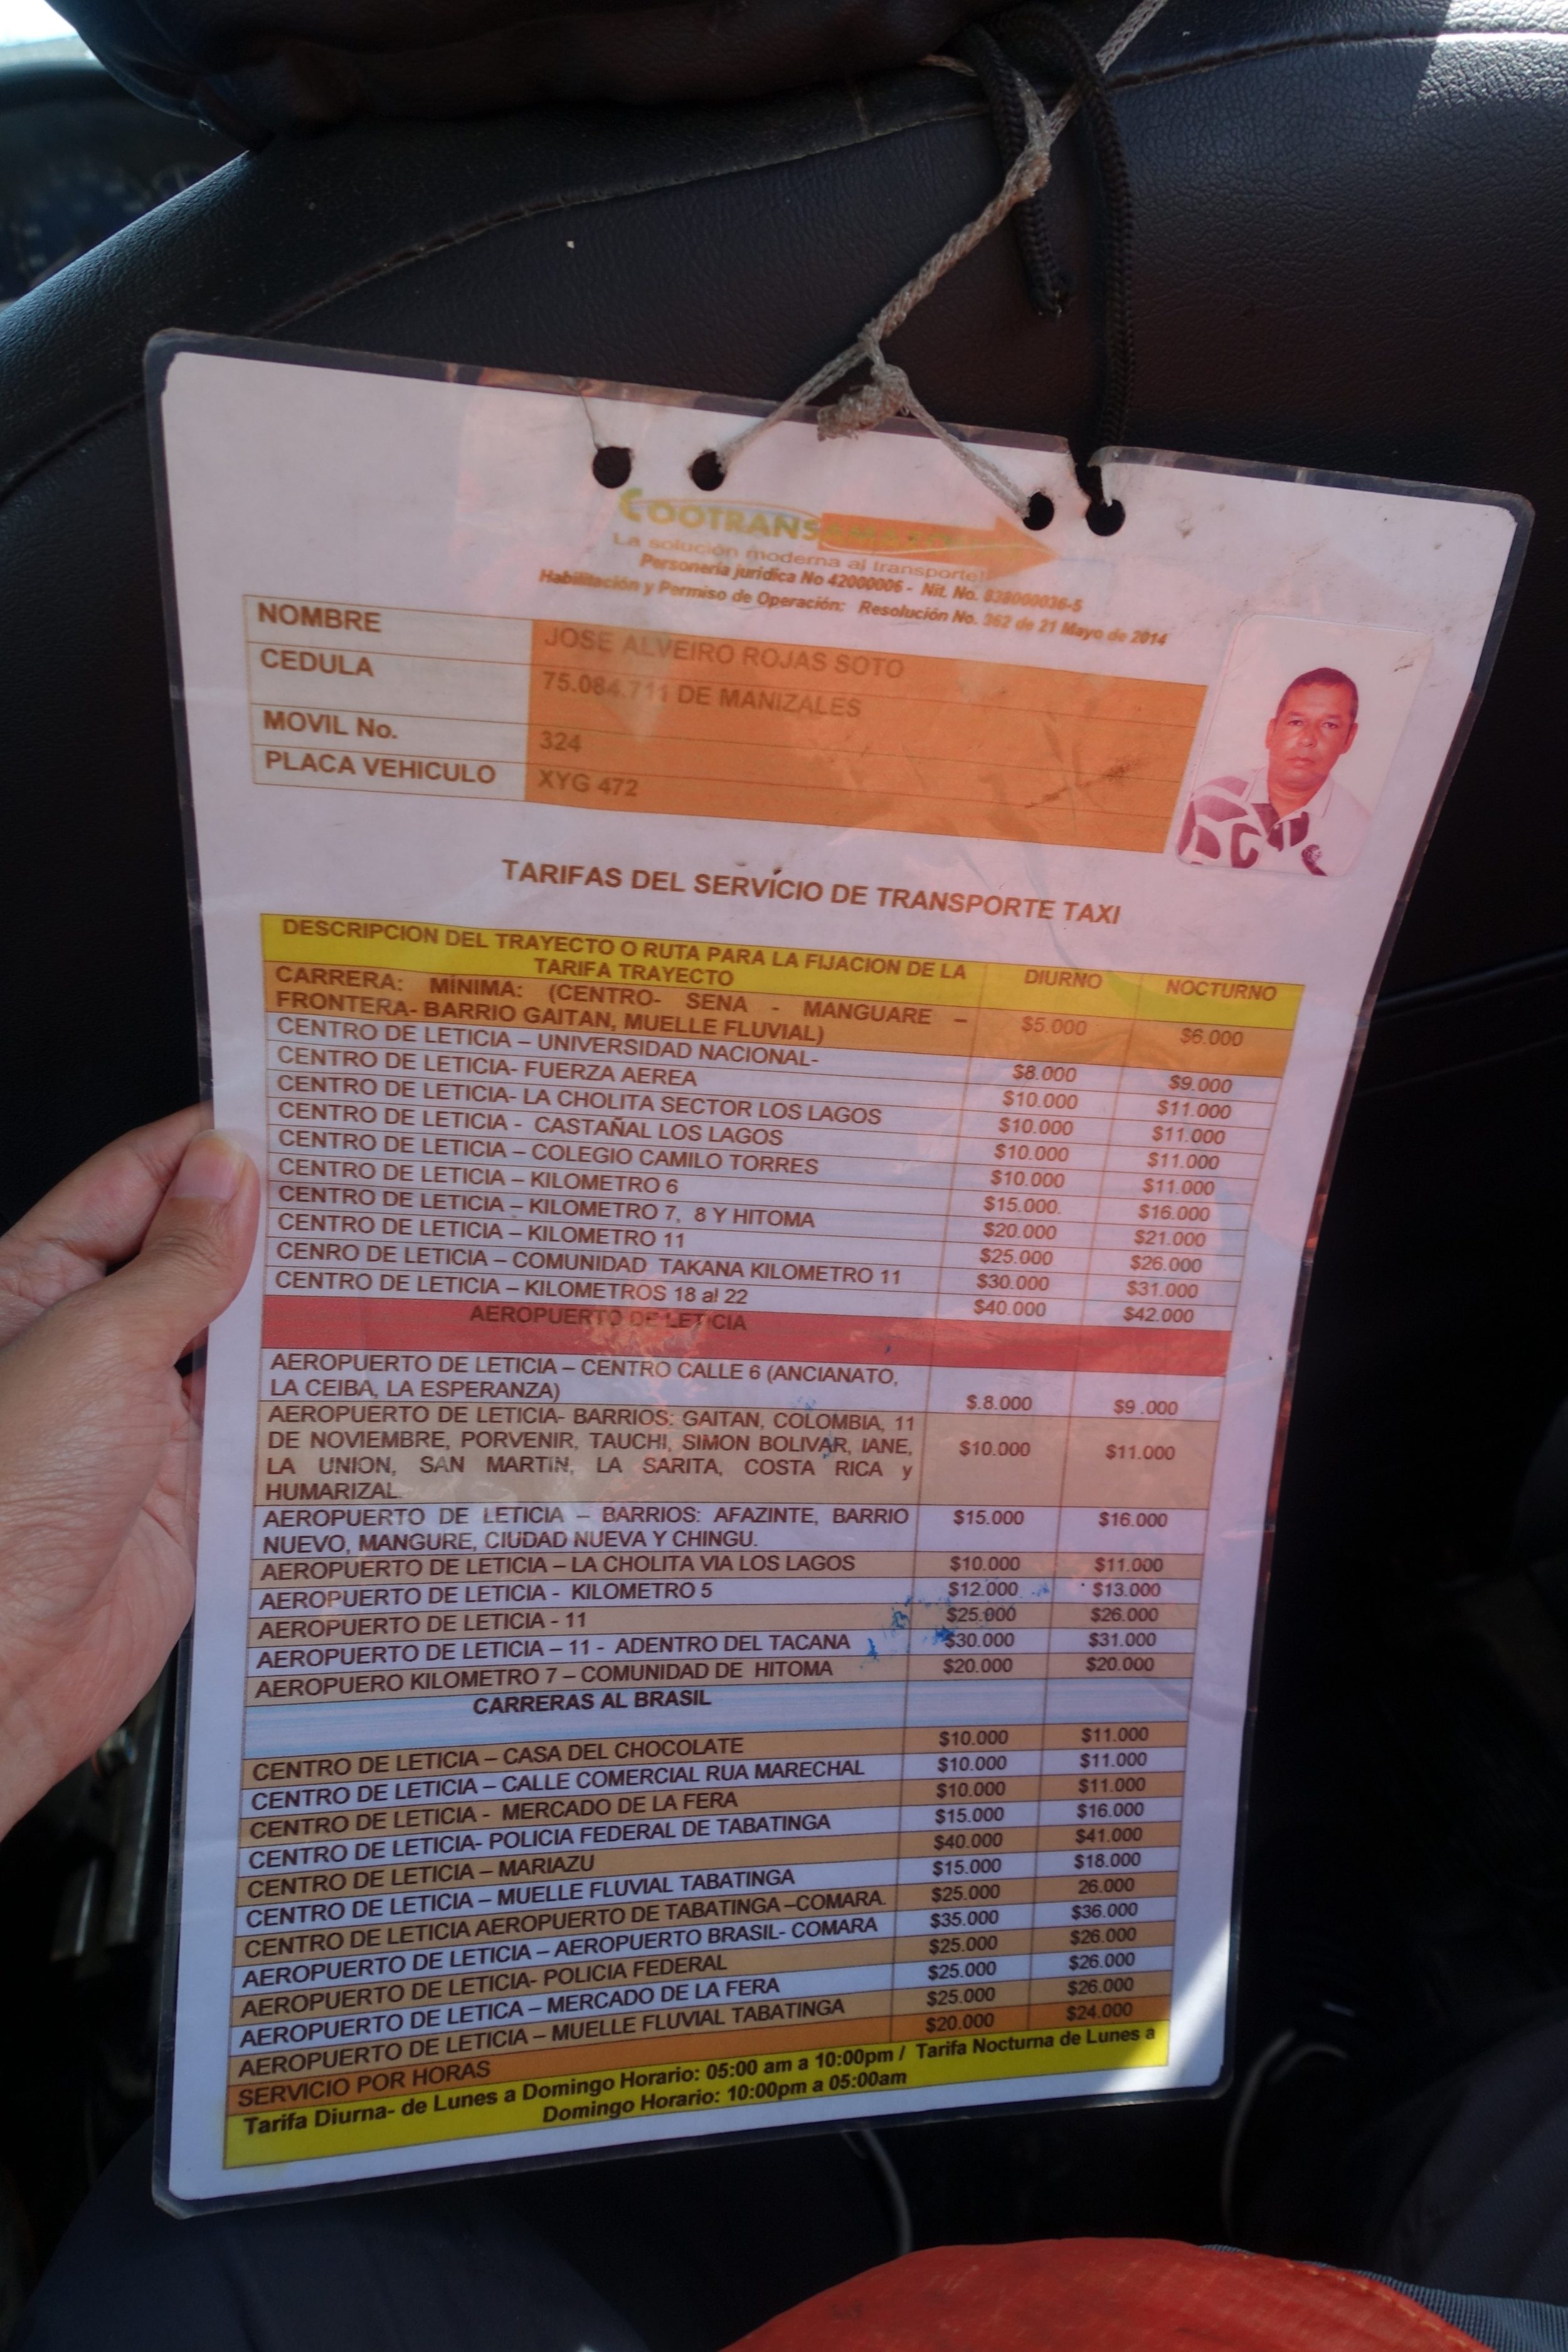 COOTRANSAMAZONAS
La solución moderna al transporte!
Personería jurídica No 42000006 - Nit. No. 838000036-5
Habilitación y Permiso de Operación: Resolución No. 362 de 21 Mayo de 2014
NOMBRE JOSE ALVEIRO ROJAS SOTO
CEDULA 75.084.711 DE MANIZALES
MOVIL No. 324
PLACA VEHICULO XYG 472
TARIFAS DEL SERVICIO DE TRANSPORTE TAXI
DESCRIPCION DEL TRAYECTO O RUTA PARA LA FIJACION DE LA
TARIFA TRAYECTO DIURNO NOCTURNO
CARRERA: MÍNIMA: (CENTRO- SENA - MANGUARE –
FRONTERA- BARRIO GAITAN, MUELLE FLUVIAL) $5.000 $6.000
CENTRO DE LETICIA – UNIVERSIDAD NACIONAL- $8.000 $9.000
CENTRO DE LETICIA- FUERZA AEREA $10.000 $11.000
CENTRO DE LETICIA- LA CHOLITA SECTOR LOS LAGOS $10.000 $11.000
CENTRO DE LETICIA - CASTAÑAL LOS LAGOS $10.000 $11.000
CENTRO DE LETICIA – COLEGIO CAMILO TORRES $10.000 $11.000
CENTRO DE LETICIA – KILOMETRO 6 $15.000. $16.000
CENTRO DE LETICIA – KILOMETRO 7, 8 Y HITOMA $20.000 $21.000
CENTRO DE LETICIA – KILOMETRO 11 $25.000 $26.000
CENRO DE LETICIA – COMUNIDAD TAKANA KILOMETRO 11 $30.000 $31.000
CENTRO DE LETICIA – KILOMETROS 18 al 22 $40.000 $42.000
AEROPUERTO DE LETICIA
AEROPUERTO DE LETICIA – CENTRO CALLE 6 (ANCIANATO,
LA CEIBA, LA ESPERANZA) $.8.000 $9 .000
AEROPUERTO DE LETICIA- BARRIOS: GAITAN, COLOMBIA, 11
DE NOVIEMBRE, PORVENIR, TAUCHI, SIMON BOLIVAR, IANE, $10.000 $11.000
LA UNION, SAN MARTIN, LA SARITA, COSTA RICA y
HUMARIZAL.
AEROPUERTO DE LETICIA – BARRIOS: AFAZINTE, BARRIO $15.000 $16.000
NUEVO, MANGURE, CIUDAD NUEVA Y CHINGU.
AEROPUERTO DE LETICIA – LA CHOLITA VIA LOS LAGOS $10.000 $11.000
AEROPUERTO DE LETICIA - KILOMETRO 5 $12.000 $13.000
AEROPUERTO DE LETICIA - 11 $25.000 $26.000
AEROPUERTO DE LETICIA – 11 - ADENTRO DEL TACANA $30.000 $31.000
AEROPUERO KILOMETRO 7 – COMUNIDAD DE HITOMA $20.000 $20.000
CARRERAS AL BRASIL
CENTRO DE LETICIA – CASA DEL CHOCOLATE $10.000 $11.000
CENTRO DE LETICIA – CALLE COMERCIAL RUA MARECHAL $10.000 $11.000
CENTRO DE LETICIA - MERCADO DE LA FERA $10.000 $11.000
CENTRO DE LETICIA- POLICIA FEDERAL DE TABATINGA $15.000 $16.000
CENTRO DE LETICIA – MARIAZU $40.000 $41.000
CENTRO DE LETICIA – MUELLE FLUVIAL TABATINGA $15.000 $18.000
CENTRO DE LETICIA AEROPUERTO DE TABATINGA –COMARA. $25.000 26.000
AEROPUERTO DE LETICIA – AEROPUERTO BRASIL- COMARA $35.000 $36.000
AEROPUERTO DE LETICIA- POLICIA FEDERAL $25.000 $26.000
AEROPUERTO DE LETICA – MERCADO DE LA FERA $25.000 $26.000
AEROPUERTO DE LETICIA – MUELLE FLUVIAL TABATINGA $25.000 $26.000
SERVICIO POR HORAS $20.000 $24.000
Tarifa Diurna- de Lunes a Domingo Horario: 05:00 am a 10:00pm / Tarifa Nocturna de Lunes a
Domingo Horario: 10:00pm a 05:00am